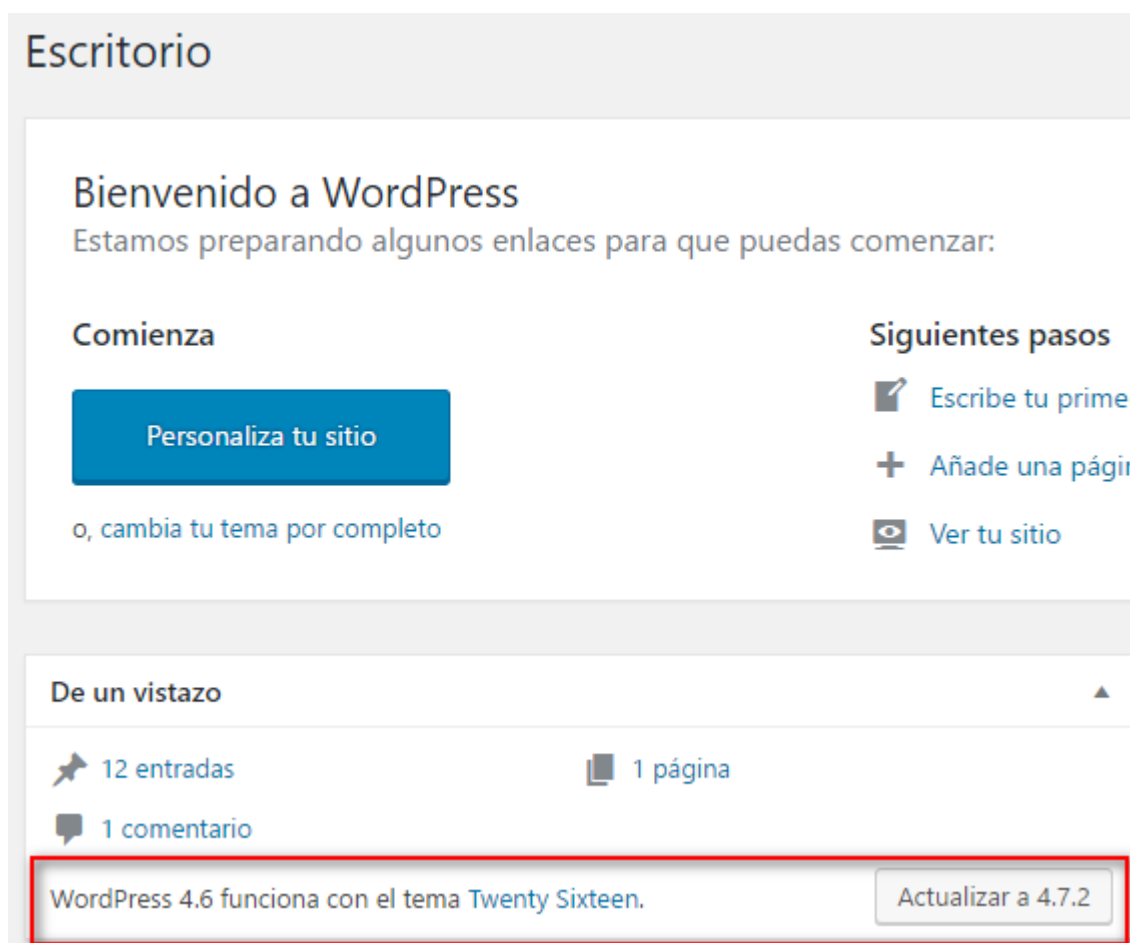 Escritorio
Bienvenido a WordPress
Estamos preparando algunos enlaces para que puedas comenzar:
Comienza
Personaliza tu sitio
o, cambia tu tema por completo
Siguientes pasos
Escribe tu prime
Añade una págin
Ver tu sitio
De un vistazo
12 entradas
1 página
1 comentario
WordPress 4.6 funciona con el tema Twenty Sixteen.
Actualizar a 4.7.2